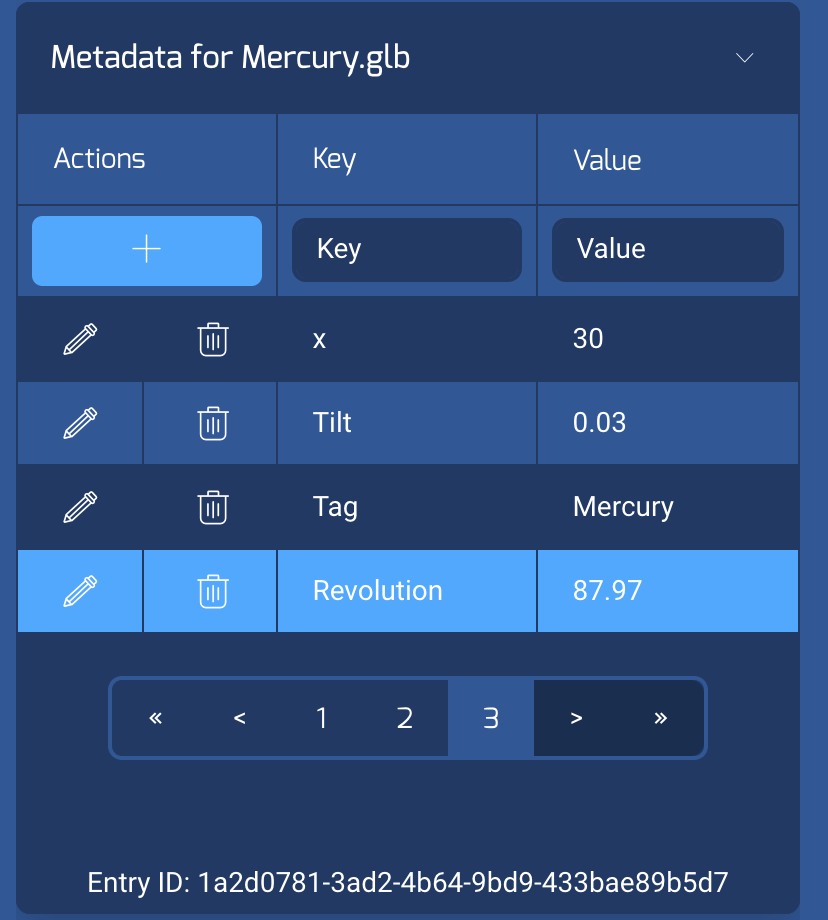 Metadata for Mercury.glb
Actions Key Value
Key Value
x 30
Tilt 0.03
Tag Mercury
Revolution 87.97
« < 1 2 3 > »
Entry ID: 1a2d0781-3ad2-4b64-9bd9-433bae89b5d7